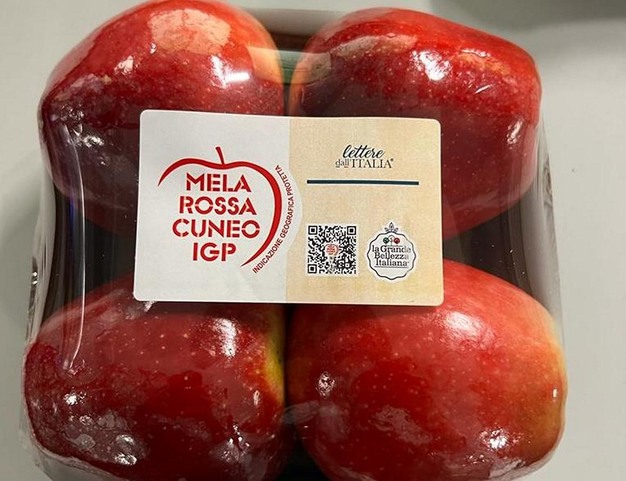 MELA
ROSSA
CUNEO
IGP
INDICAZIONE GEOGRAFICA PROTETTA
lettere
dall'ITALIA®
la Grande
Bellezza
Italiana